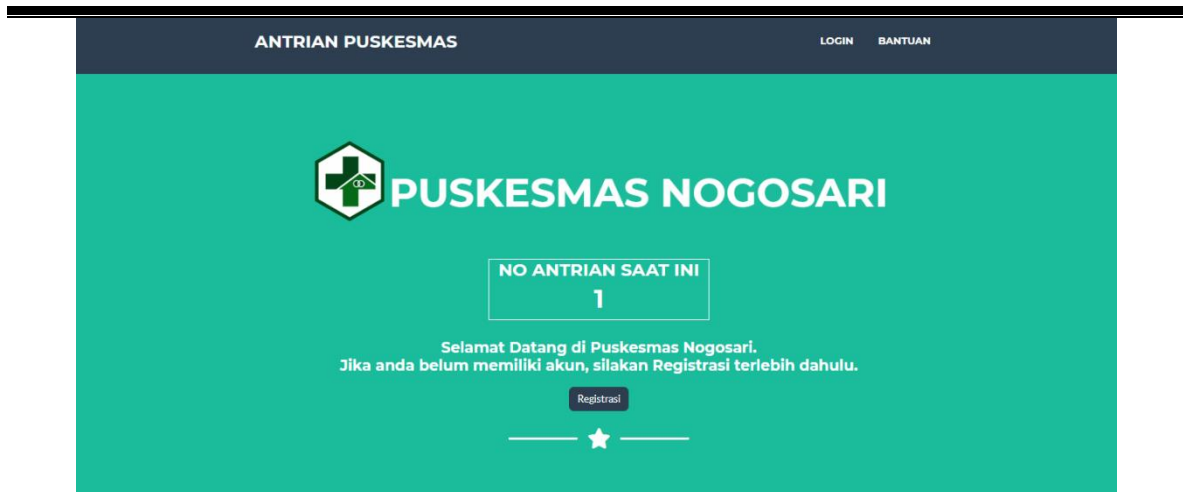 ANTRIAN PUSKESMAS
LOGIN BANTUAN
PUSKESMAS NOGOSARI
NO ANTRIAN SAAT INI
1
Selamat Datang di Puskesmas Nogosari.
Jika anda belum memiliki akun, silakan Registrasi terlebih dahulu.
Registrasi